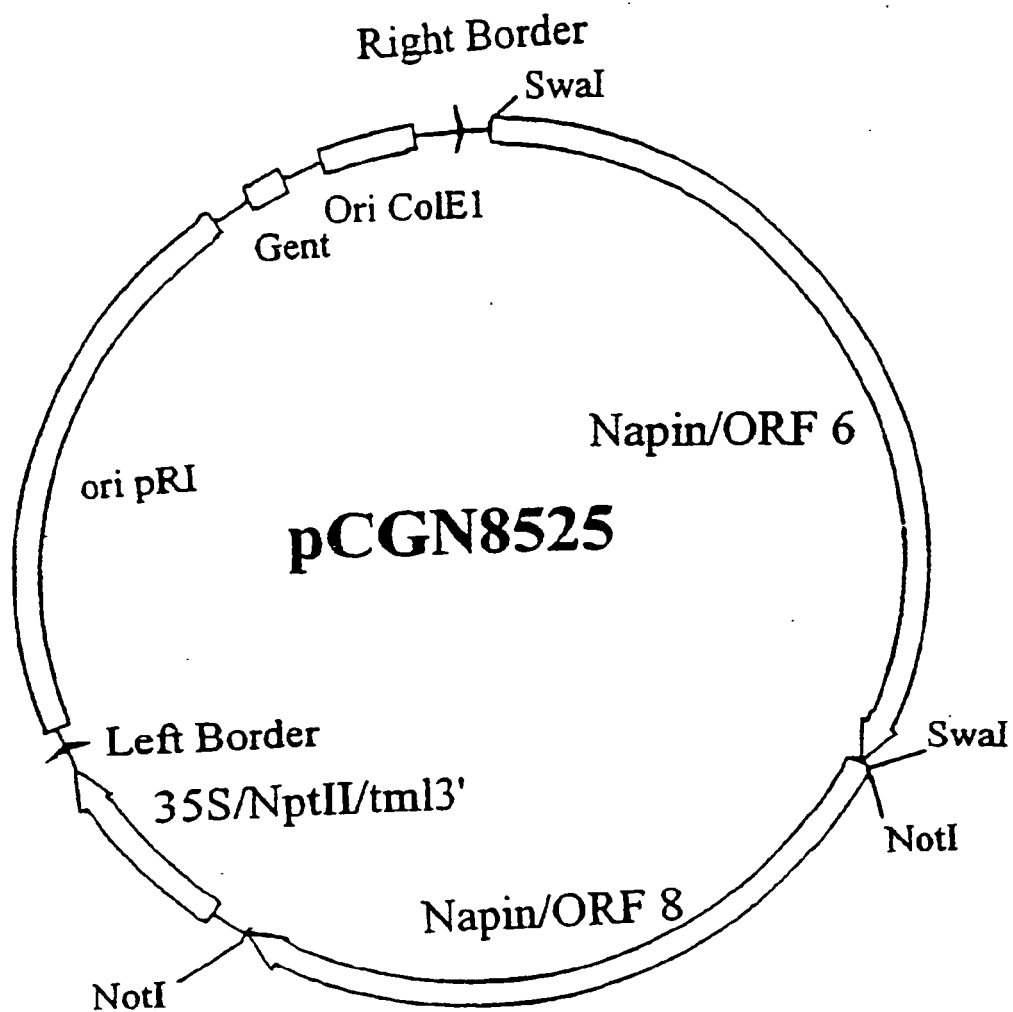 Right Border
SwaI
Ori ColE1
Gent
Napin/ORF 6
ori pRI
pCGN8525
Left Border
SwaI
35S/NptII/tml3'
NotI
Napin/ORF 8
NotI